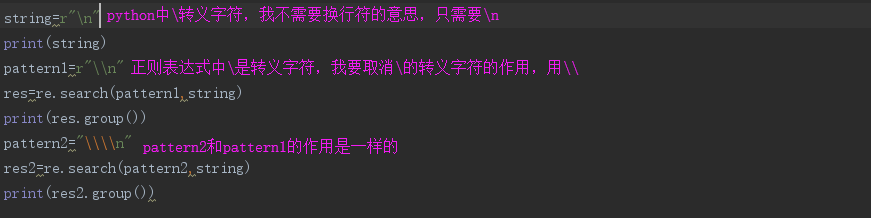 string=r"\n" python中\转义字符，我不需要换行符的意思，只需要\n
print(string)
pattern1=r"\\n" 正则表达式中\是转义字符，我要取消\的转义字符的作用，用\\
res=re.search(pattern1,string)
print(res.group())
pattern2="\\\\n" pattern2和pattern1的作用是一样的
res2=re.search(pattern2,string)
print(res2.group())